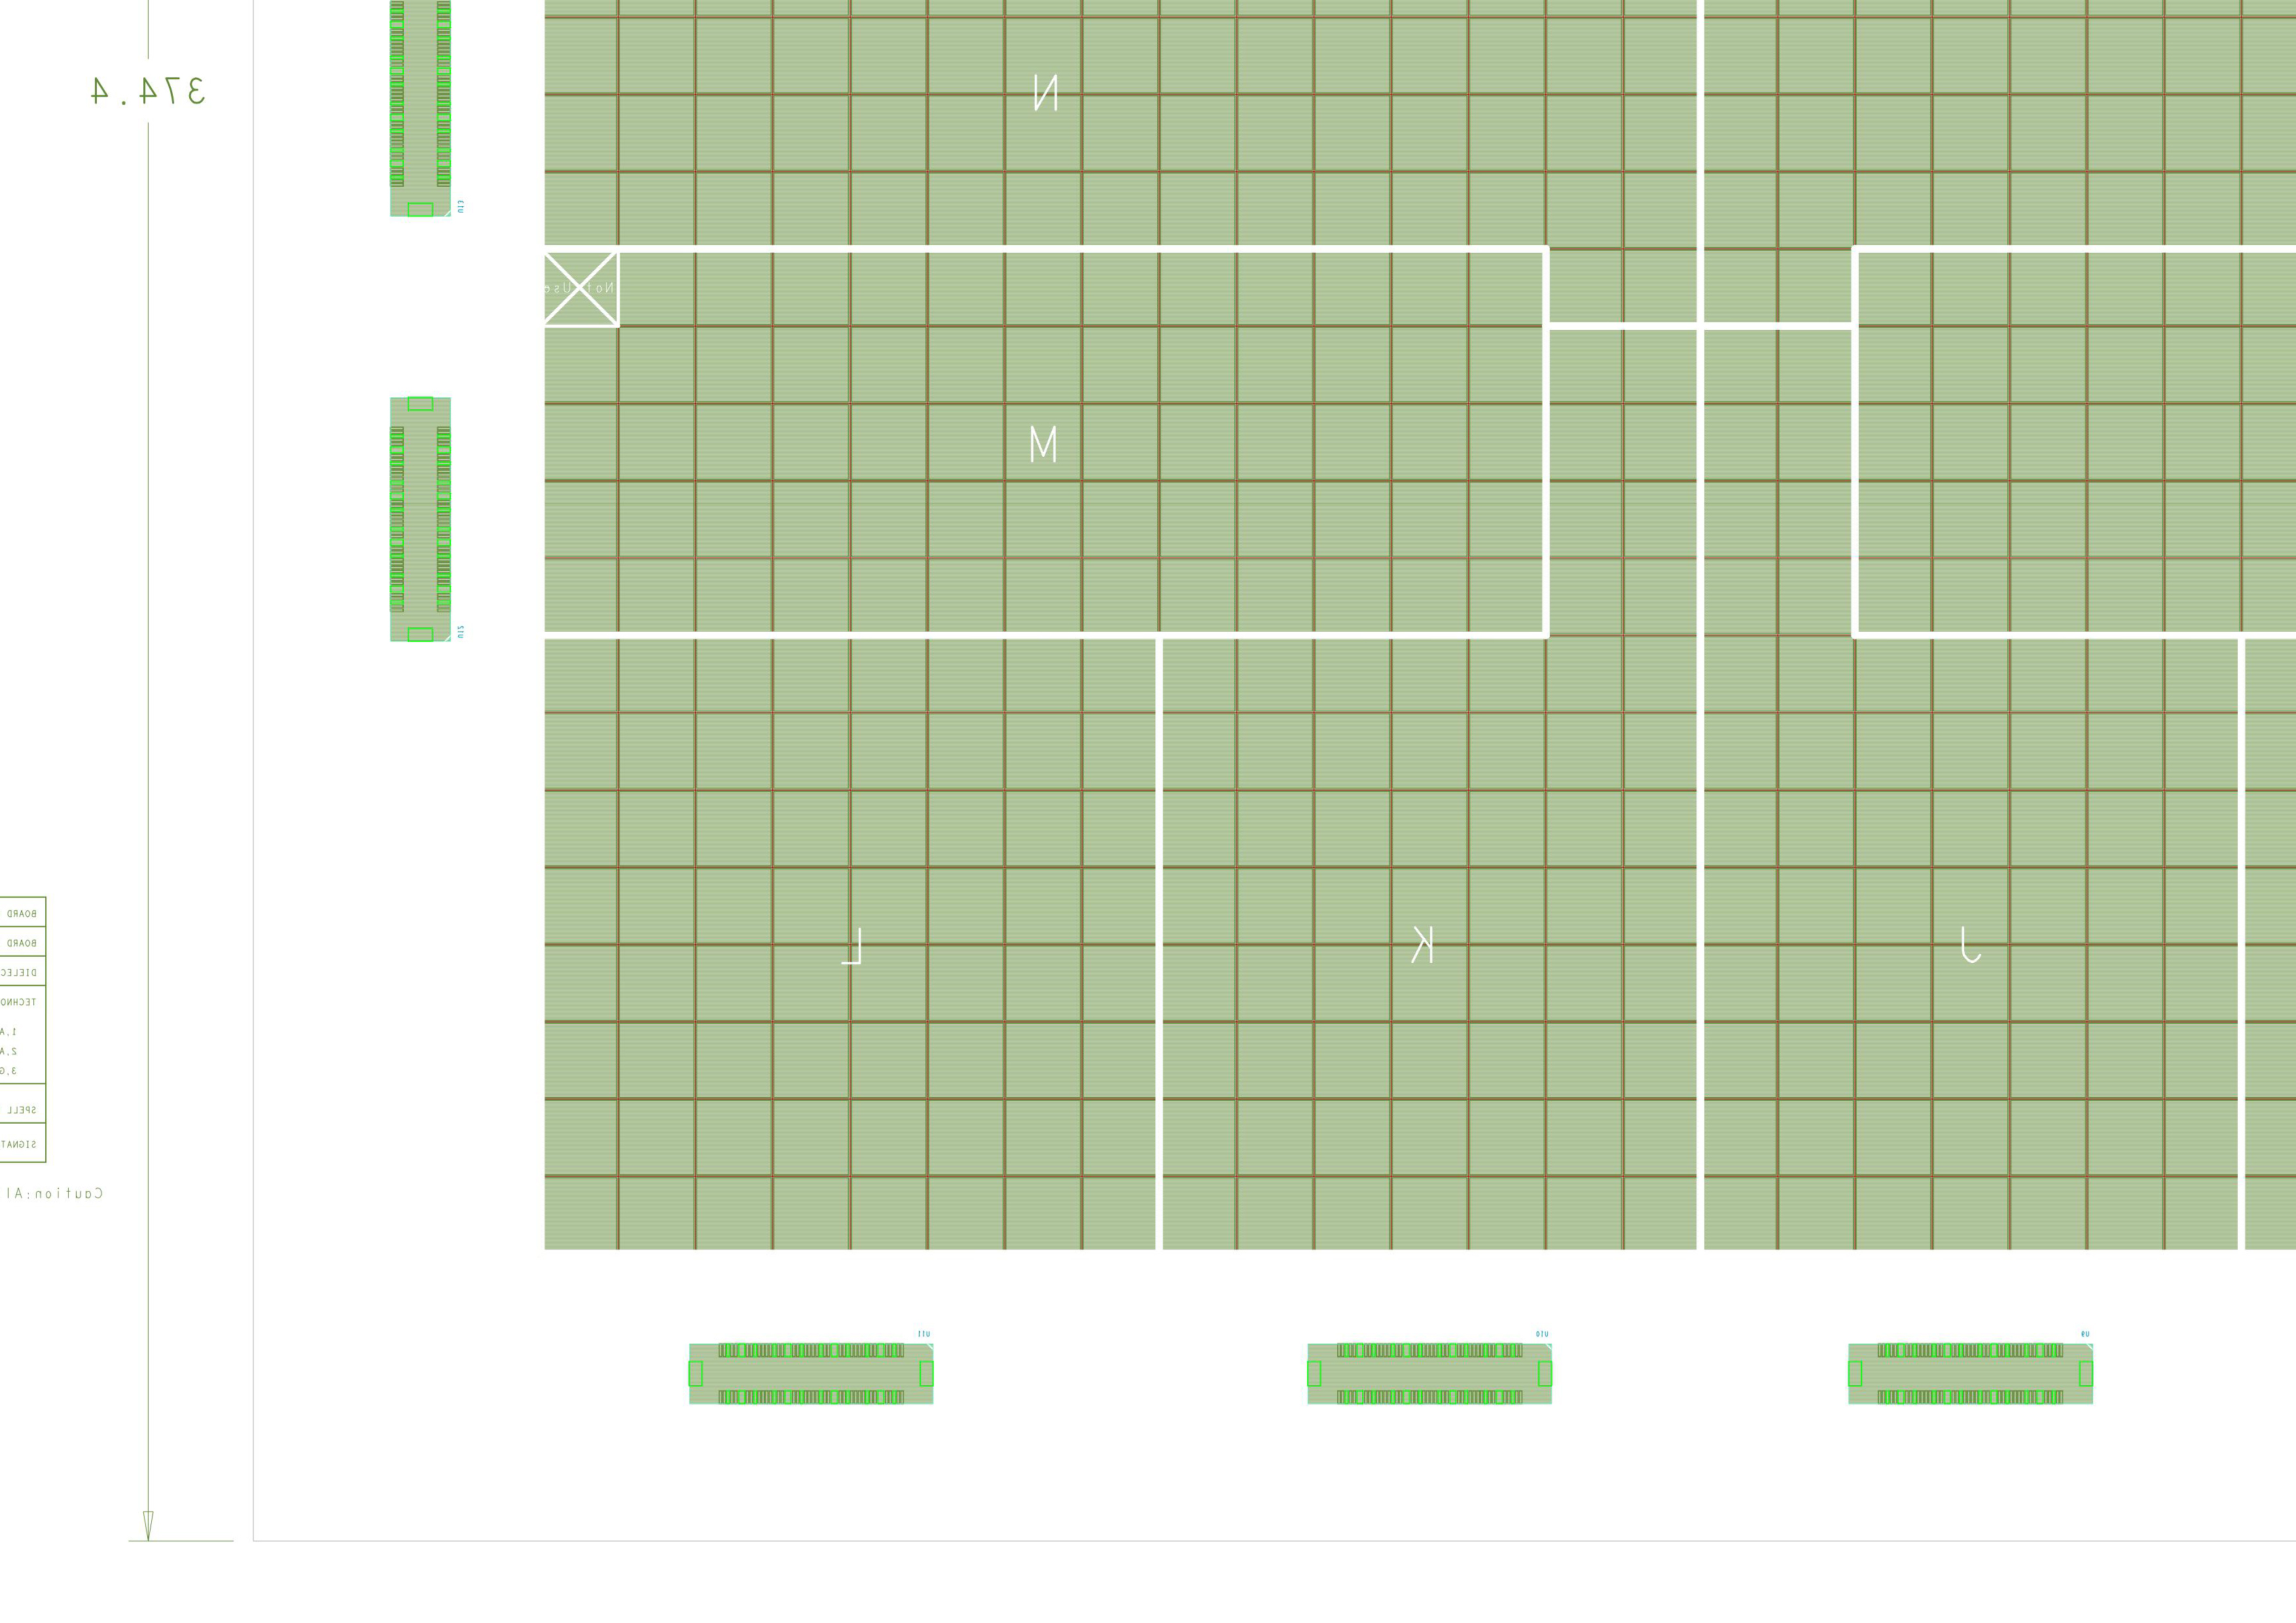 374.4
N
U13
Not Use
M
U12
BOARD
BOARD
DIELEC
TECHNO
1,A
2,A
3,G
SPELL
SIGNAT
Caution:Al
L
K
J
U11
U10
U9